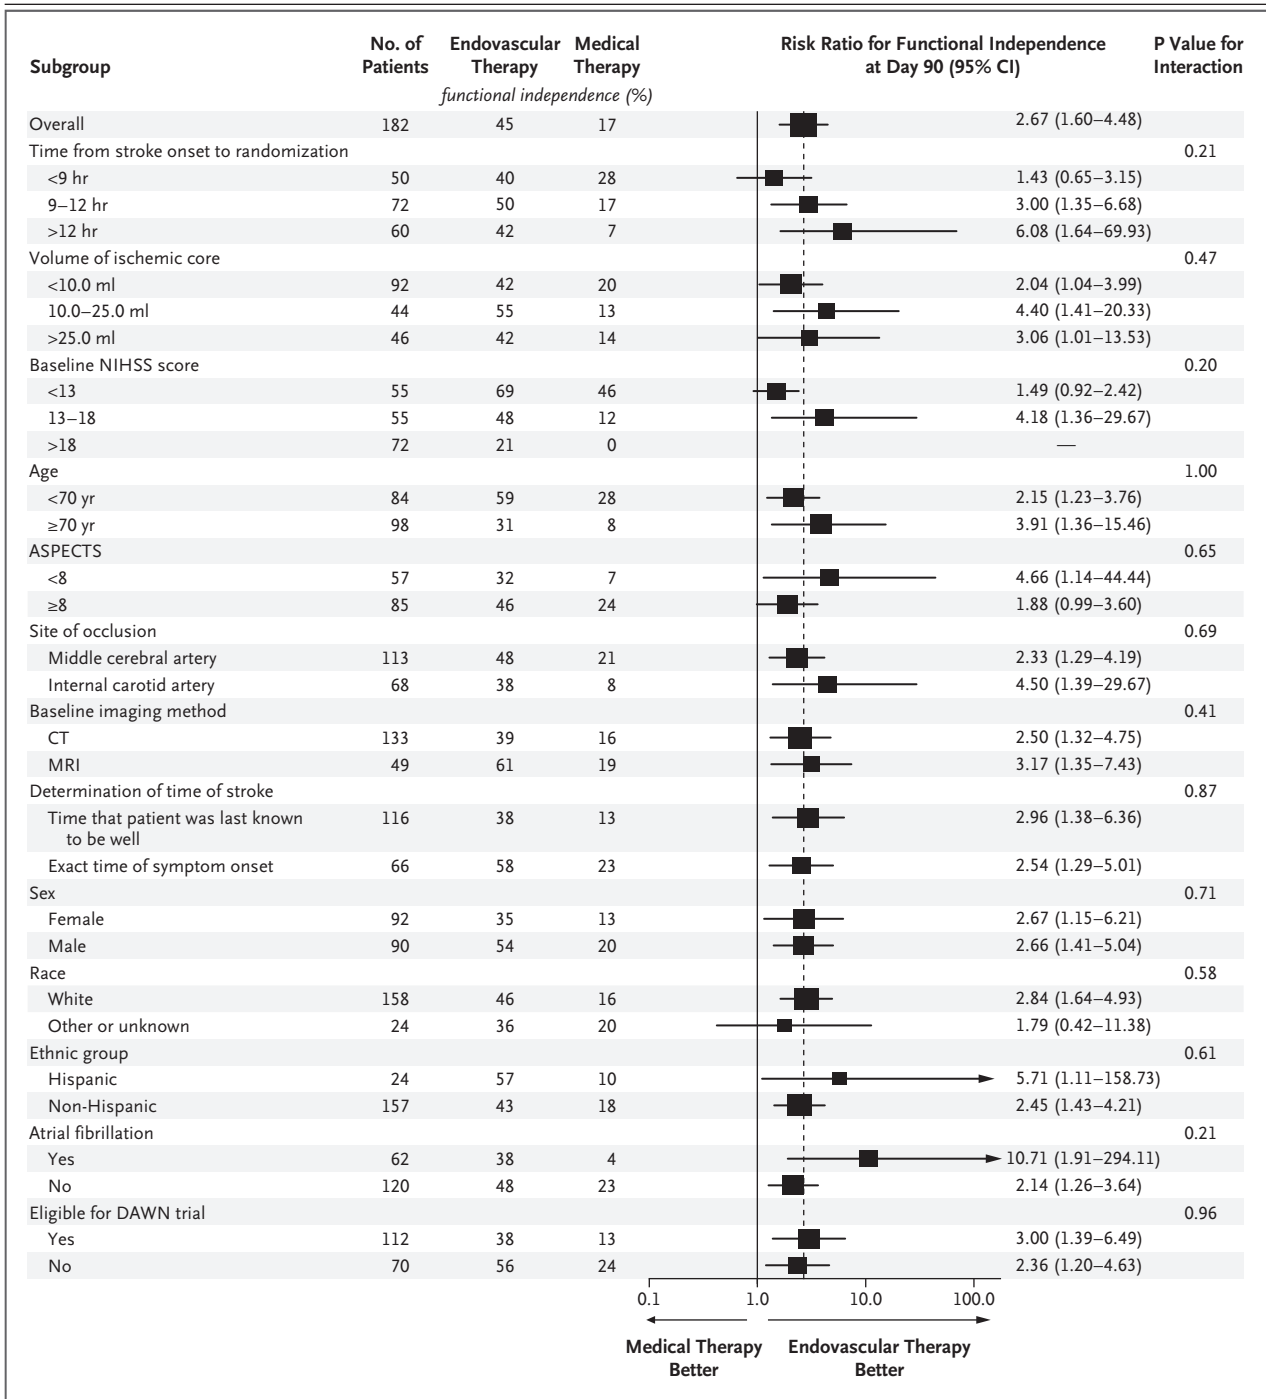 Subgroup No. of Patients Endovascular Therapy Medical Therapy Risk Ratio for Functional Independence at Day 90 (95% CI) P Value for Interaction
functional independence (%)
Overall 182 45 17 2.67 (1.60–4.48)
Time from stroke onset to randomization 0.21
<9 hr 50 40 28 1.43 (0.65–3.15)
9–12 hr 72 50 17 3.00 (1.35–6.68)
>12 hr 60 42 7 6.08 (1.64–69.93)
Volume of ischemic core 0.47
<10.0 ml 92 42 20 2.04 (1.04–3.99)
10.0–25.0 ml 44 55 13 4.40 (1.41–20.33)
>25.0 ml 46 42 14 3.06 (1.01–13.53)
Baseline NIHSS score 0.20
<13 55 69 46 1.49 (0.92–2.42)
13–18 55 48 12 4.18 (1.36–29.67)
>18 72 21 0 —
Age 1.00
<70 yr 84 59 28 2.15 (1.23–3.76)
≥70 yr 98 31 8 3.91 (1.36–15.46)
ASPECTS 0.65
<8 57 32 7 4.66 (1.14–44.44)
≥8 85 46 24 1.88 (0.99–3.60)
Site of occlusion 0.69
Middle cerebral artery 113 48 21 2.33 (1.29–4.19)
Internal carotid artery 68 38 8 4.50 (1.39–29.67)
Baseline imaging method 0.41
CT 133 39 16 2.50 (1.32–4.75)
MRI 49 61 19 3.17 (1.35–7.43)
Determination of time of stroke 0.87
Time that patient was last known 116 38 13 2.96 (1.38–6.36)
to be well
Exact time of symptom onset 66 58 23 2.54 (1.29–5.01)
Sex 0.71
Female 92 35 13 2.67 (1.15–6.21)
Male 90 54 20 2.66 (1.41–5.04)
Race 0.58
White 158 46 16 2.84 (1.64–4.93)
Other or unknown 24 36 20 1.79 (0.42–11.38)
Ethnic group 0.61
Hispanic 24 57 10 5.71 (1.11–158.73)
Non-Hispanic 157 43 18 2.45 (1.43–4.21)
Atrial fibrillation 0.21
Yes 62 38 4 10.71 (1.91–294.11)
No 120 48 23 2.14 (1.26–3.64)
Eligible for DAWN trial 0.96
Yes 112 38 13 3.00 (1.39–6.49)
No 70 56 24 2.36 (1.20–4.63)
0.1 1.0 10.0 100.0
Medical Therapy Better Endovascular Therapy Better